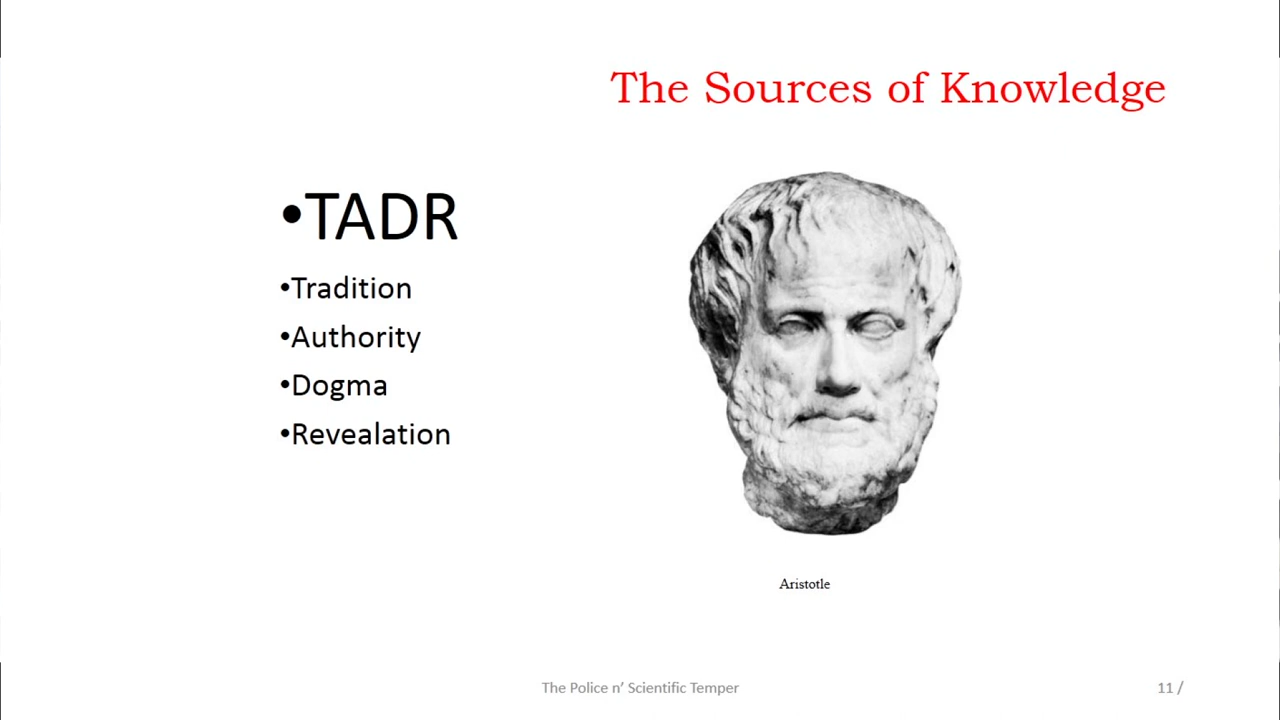 The Sources of Knowledge
•TADR
•Tradition
•Authority
•Dogma
•Revealation
Aristotle
The Police n’ Scientific Temper
11 /